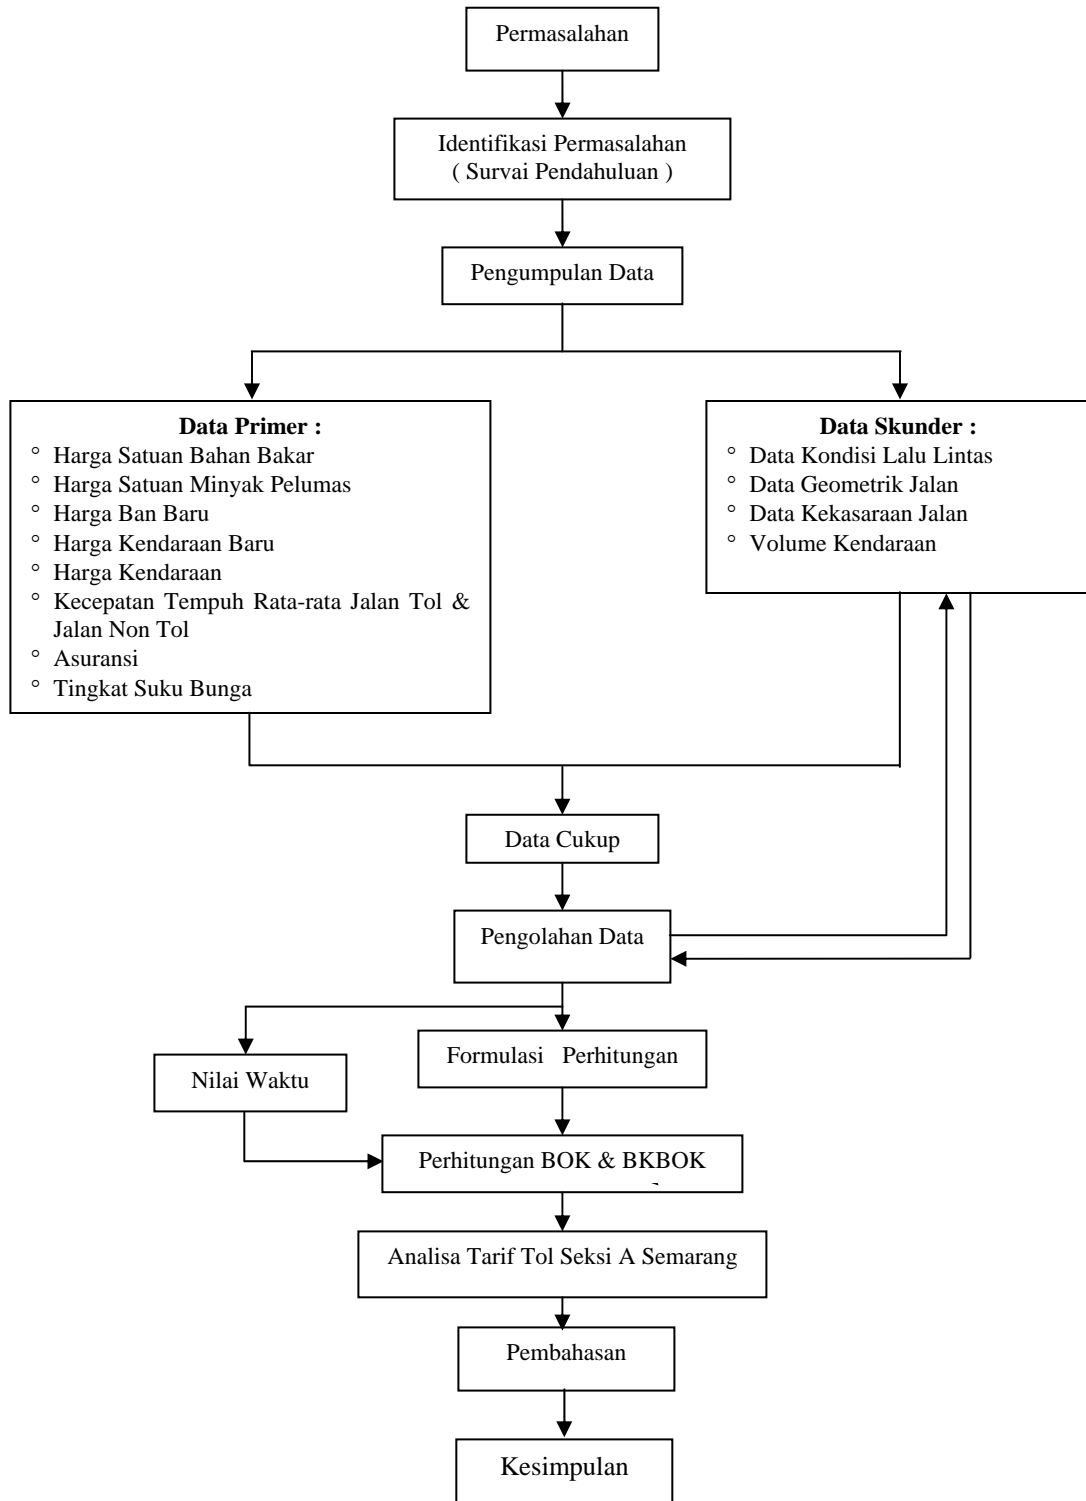 Permasalahan
Identifikasi Permasalahan
( Survai Pendahuluan )
Pengumpulan Data
Data Primer :
° Harga Satuan Bahan Bakar
° Harga Satuan Minyak Pelumas
° Harga Ban Baru
° Harga Kendaraan Baru
° Harga Kendaraan
° Kecepatan Tempuh Rata-rata Jalan Tol &
Jalan Non Tol
° Asuransi
° Tingkat Suku Bunga
Data Skunder :
° Data Kondisi Lalu Lintas
° Data Geometrik Jalan
° Data Kekasaraan Jalan
° Volume Kendaraan
Data Cukup
Pengolahan Data
Formulasi Perhitungan
Nilai Waktu
Perhitungan BOK & BKBOK
Analisa Tarif Tol Seksi A Semarang
Pembahasan
Kesimpulan